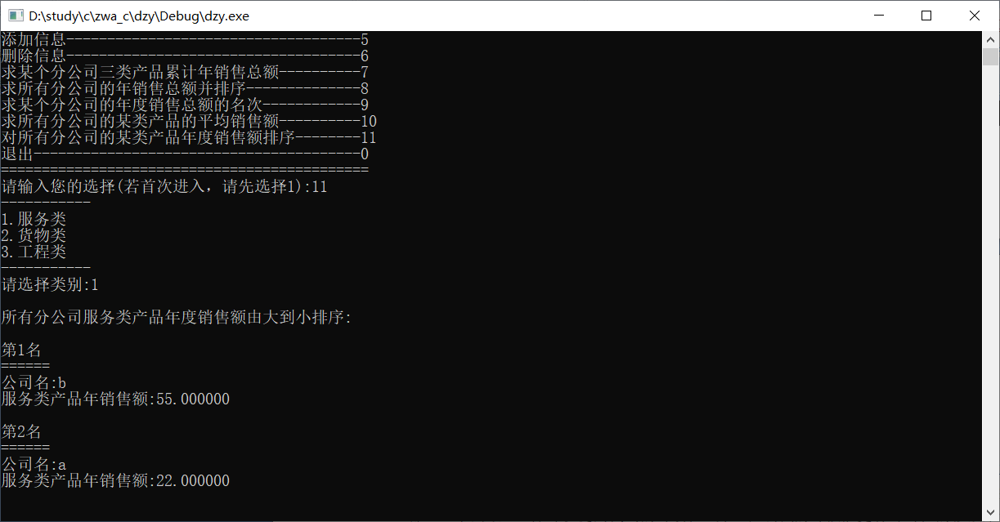 D:\study\c\zwa_c\dzy\Debug\dzy.exe
添加信息------------------------------------5
删除信息------------------------------------6
求某个分公司三类产品累计年销售总额----------7
求所有分公司的年销售总额并排序--------------8
求某个分公司的年度销售总额的名次------------9
求所有分公司的某类产品的平均销售额----------10
对所有分公司的某类产品年度销售额排序--------11
退出----------------------------------------0
=============================================
请输入您的选择(若首次进入，请先选择1):11
-----------
1.服务类
2.货物类
3.工程类
-----------
请选择类别:1
所有分公司服务类产品年度销售额由大到小排序:
第1名
======
公司名:b
服务类产品年销售额:55.000000
第2名
======
公司名:a
服务类产品年销售额:22.000000